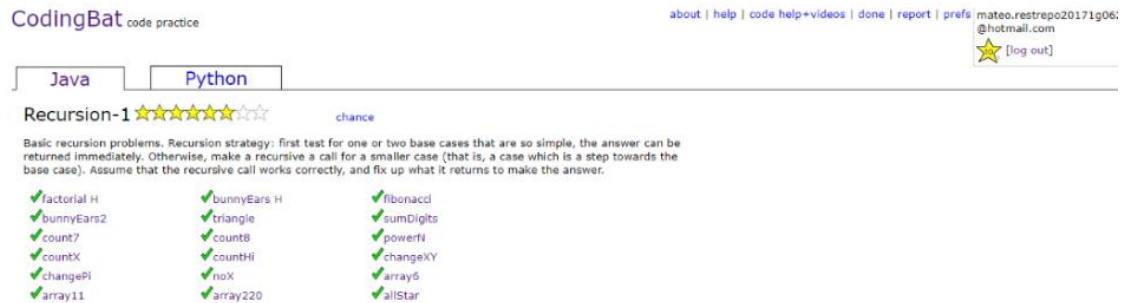 CodingBat code practice
about | help | code help+videos | done | report | prefs
mateo.restrepo20171g06
@hotmail.com
[log out]
Java
Python
Recursion-1
chance
Basic recursion problems. Recursion strategy: first test for one or two base cases that are so simple, the answer can be
returned immediately. Otherwise, make a recursive a call for a smaller case (that is, a case which is a step towards the
base case). Assume that the recursive call works correctly, and fix up what it returns to make the answer.
factorial H bunnyEars H fibonacci
bunnyEars2 triangle sumDigits
count7 count8 powerN
countX countHi changeXY
changePi noX array6
array11 array220 allStar